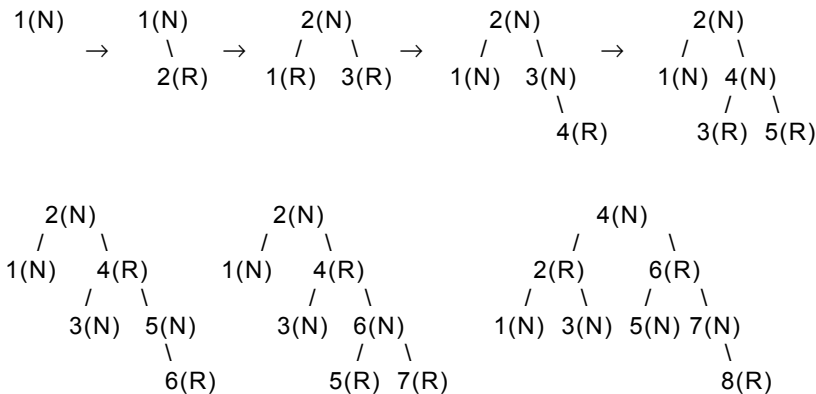 1(N) 1(N) 2(N) 2(N) 2(N)
→ \ → / \ → / \ → / \
2(R) 1(R) 3(R) 1(N) 3(N) 1(N) 4(N)
\ / \
4(R) 3(R) 5(R)
2(N) 2(N) 4(N)
/ \ / \ / \
1(N) 4(R) 1(N) 4(R) 2(R) 6(R)
/ \ / \ / \ / \
3(N) 5(N) 3(N) 6(N) 1(N) 3(N) 5(N) 7(N)
\ / \ \
6(R) 5(R) 7(R) 8(R)